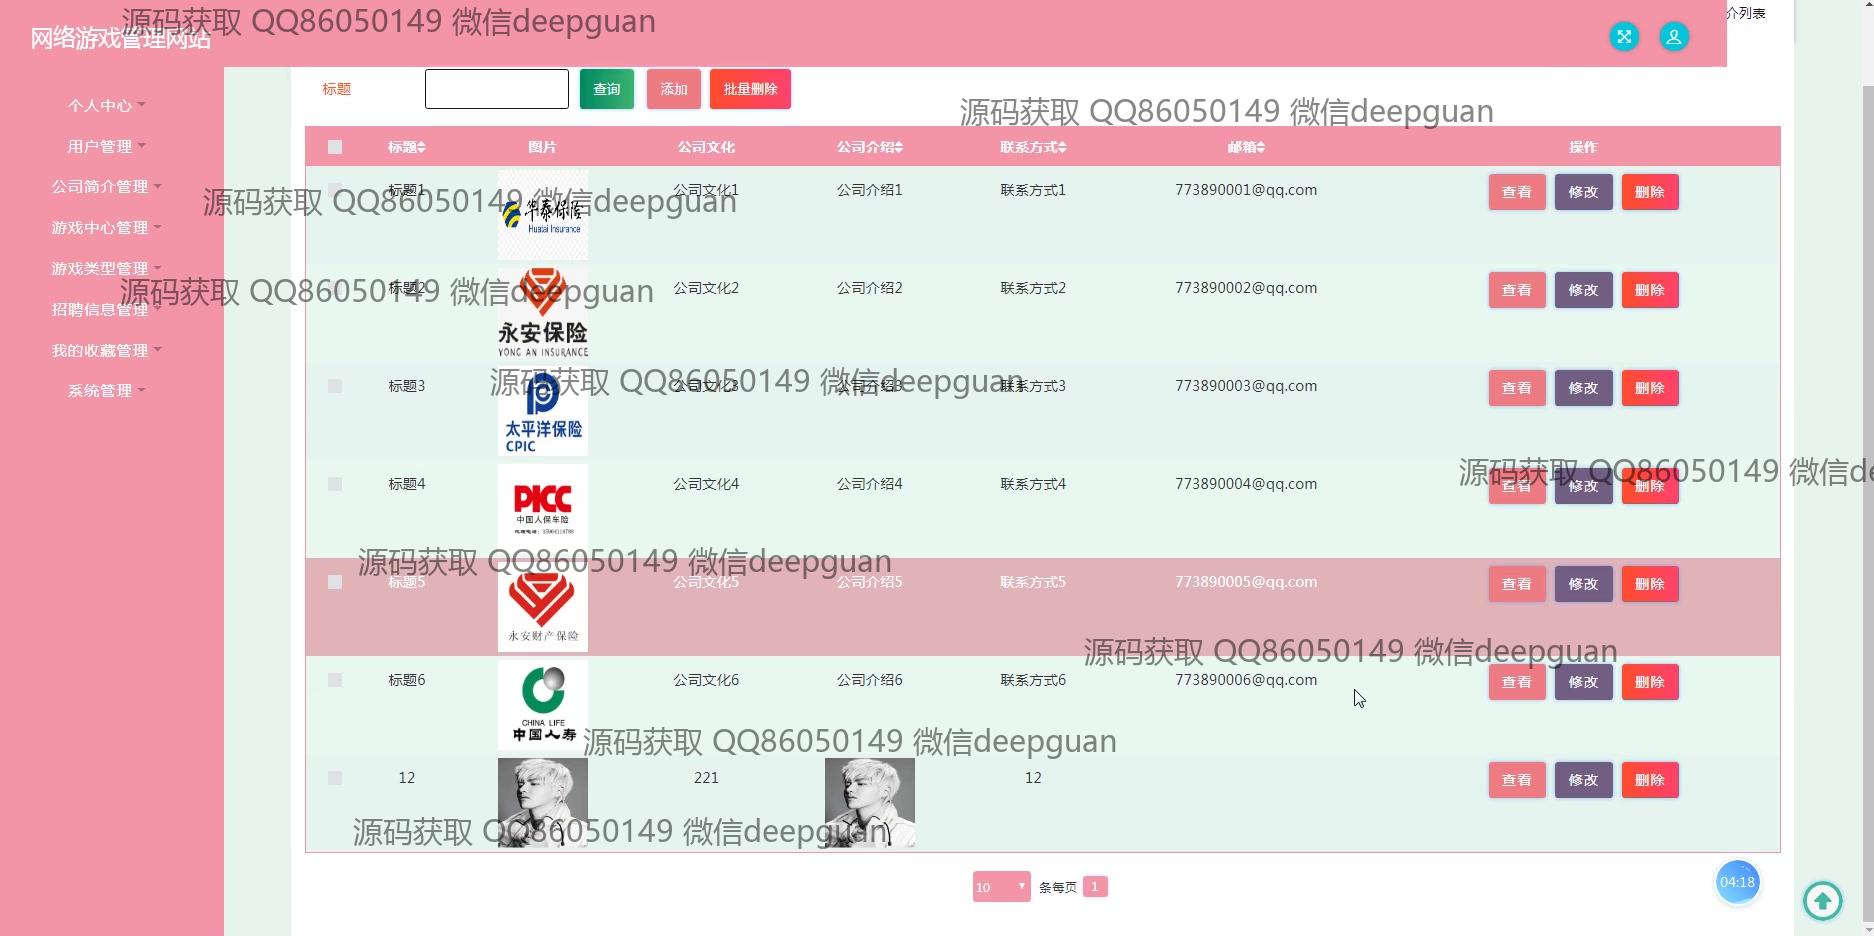 源码获取 QQ86050149 微信deepguan
网络游戏管理网站
介列表
标题 查询 添加 批量删除
源码获取 QQ86050149 微信deepguan
个人中心
用户管理
公司简介管理
游戏中心管理
游戏类型管理
招聘信息管理
我的收藏管理
系统管理
标题 图片 公司文化 公司介绍 联系方式 邮箱 操作
标题1 公司文化1 公司介绍1 联系方式1 773890001@qq.com 查看 修改 删除
源码获取 QQ86050149 微信deepguan
华泰保险
Huatai Insurance
标题2 公司文化2 公司介绍2 联系方式2 773890002@qq.com 查看 修改 删除
源码获取 QQ86050149 微信deepguan
永安保险
YONG AN INSURANCE
标题3 公司文化3 公司介绍3 联系方式3 773890003@qq.com 查看 修改 删除
源码获取 QQ86050149 微信deepguan
太平洋保险
CPIC
标题4 公司文化4 公司介绍4 联系方式4 773890004@qq.com 查看 修改 删除
源码获取 QQ86050149 微信de
PICC
中国人保车险
源码获取 QQ86050149 微信deepguan
标题5 公司文化5 公司介绍5 联系方式5 773890005@qq.com 查看 修改 删除
永安财产保险
源码获取 QQ86050149 微信deepguan
标题6 公司文化6 公司介绍6 联系方式6 773890006@qq.com 查看 修改 删除
CHINA LIFE
中国人寿
源码获取 QQ86050149 微信deepguan
12 221 12 查看 修改 删除
源码获取 QQ86050149 微信deepguan
10 条每页 1
04:18